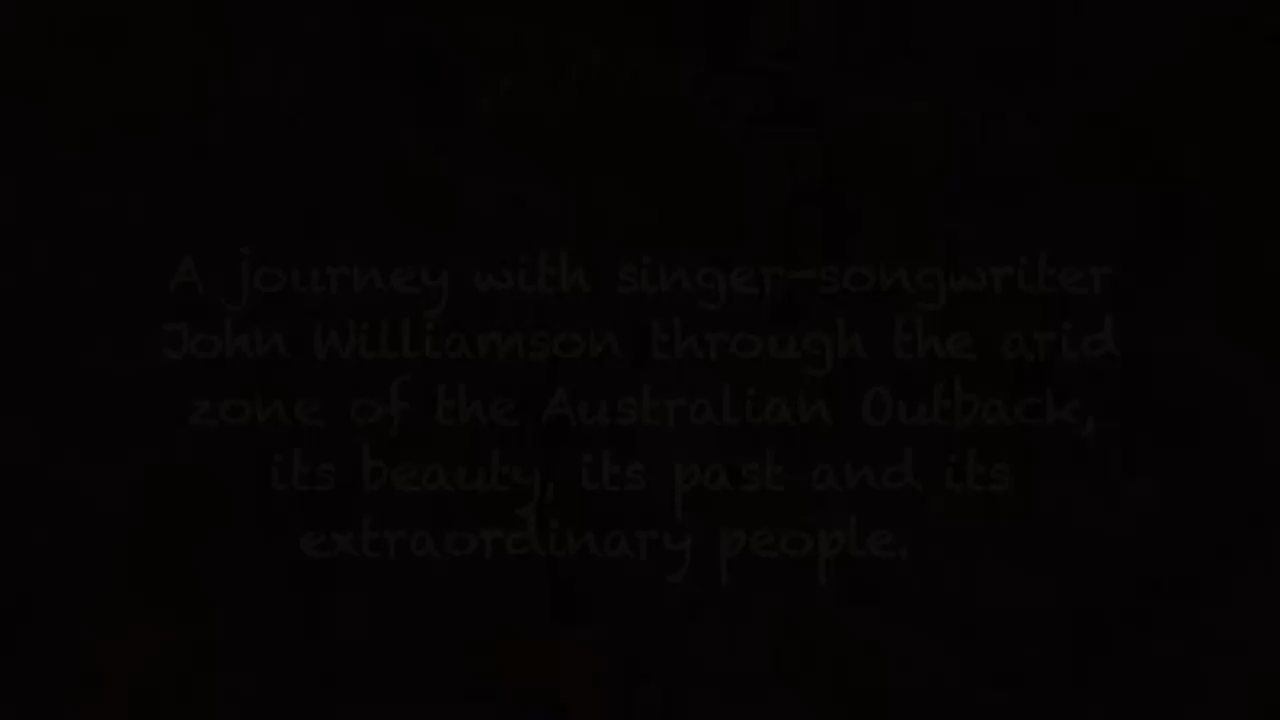 A journey with singer-songwriter
John Williamson through the arid
zone of the Australian Outback,
its beauty, its past and its
extraordinary people.